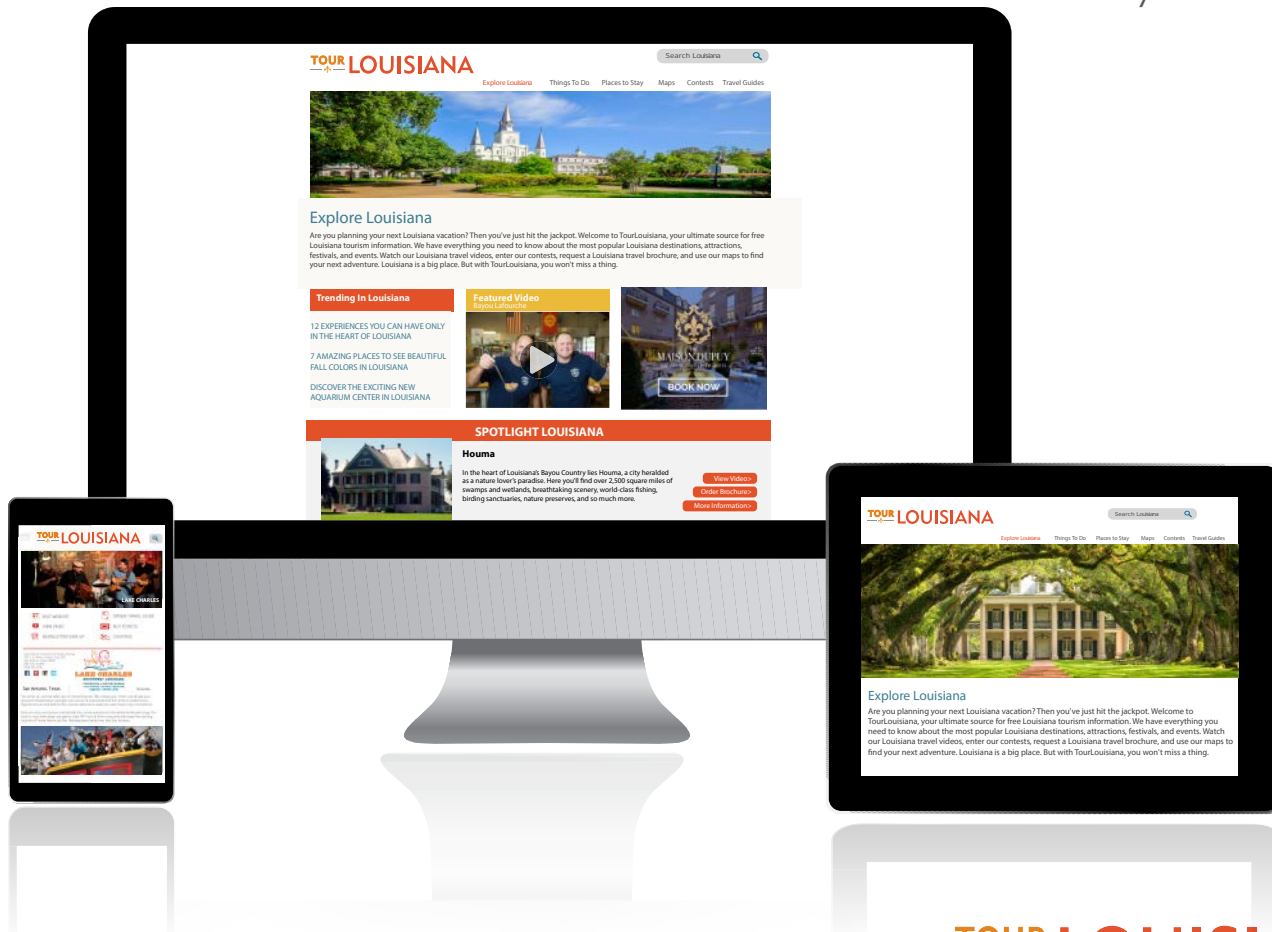 TOUR LOUISIANA
Search Louisiana
Explore Louisiana Things To Do Places to Stay Maps Contests Travel Guides
Explore Louisiana
Are you planning your next Louisiana vacation? Then you've just hit the jackpot. Welcome to TourLouisiana, your ultimate source for free
Louisiana tourism information. We have everything you need to know about the most popular Louisiana destinations, attractions,
festivals, and events. Watch our Louisiana travel videos, enter our contests, request a Louisiana travel brochure, and use our maps to find
your next adventure. Louisiana is a big place. But with TourLouisiana, you won't miss a thing.
Trending In Louisiana
12 EXPERIENCES YOU CAN HAVE ONLY
IN THE HEART OF LOUISIANA
7 AMAZING PLACES TO SEE BEAUTIFUL
FALL COLORS IN LOUISIANA
DISCOVER THE EXCITING NEW
AQUARIUM CENTER IN LOUISIANA
Featured Video
Bayou Lafourche
MAISON DUPUY
BOOK NOW
SPOTLIGHT LOUISIANA
Houma
In the heart of Louisiana's Bayou Country lies Houma, a city heralded
as a nature lover's paradise. Here you'll find over 2,500 square miles of
swamps and wetlands, breathtaking scenery, world-class fishing,
birding sanctuaries, nature preserves, and so much more.
View Video>
Order Brochure>
More Information>
TOUR LOUISIANA
LAKE CHARLES
LAKE CHARLES
San Antonio, Texas
TOUR LOUISIANA
Search Louisiana
Explore Louisiana Things To Do Places to Stay Maps Contests Travel Guides
Explore Louisiana
Are you planning your next Louisiana vacation? Then you've just hit the jackpot. Welcome to
TourLouisiana, your ultimate source for free Louisiana tourism information. We have everything you
need to know about the most popular Louisiana destinations, attractions, festivals, and events. Watch
our Louisiana travel videos, enter our contests, request a Louisiana travel brochure, and use our maps to
find your next adventure. Louisiana is a big place. But with TourLouisiana, you won't miss a thing.